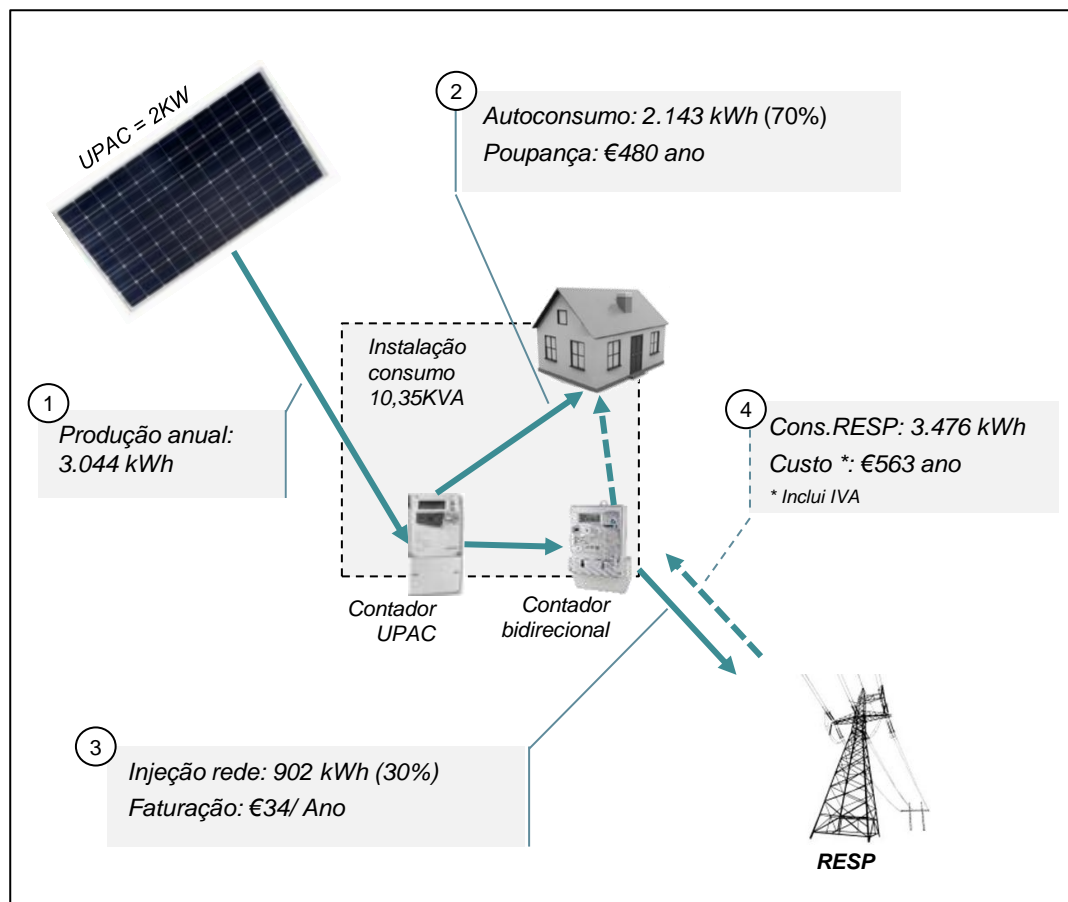 UPAC = 2KW
2
Autoconsumo: 2.143 kWh (70%)
Poupança: €480 ano
Instalação
consumo
10,35KVA
1
Produção anual:
3.044 kWh
4
Cons.RESP: 3.476 kWh
Custo *: €563 ano
* Inclui IVA
Contador
UPAC
Contador
bidirecional
3
Injeção rede: 902 kWh (30%)
Faturação: €34/ Ano
RESP